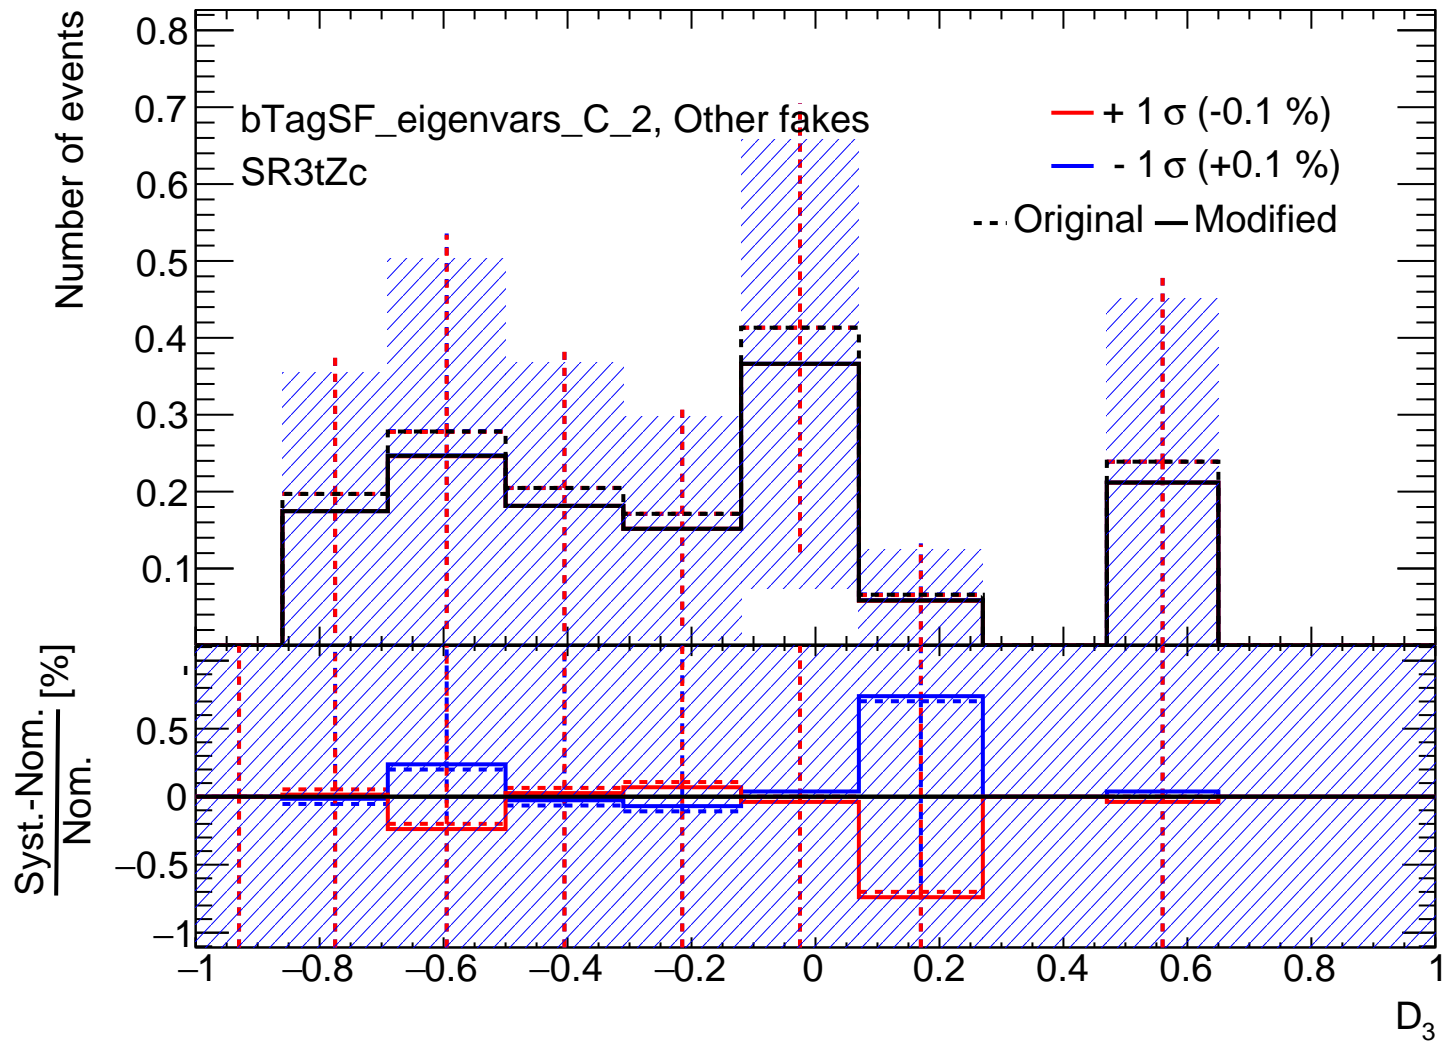 Number of events
0.8
0.7
0.6
0.5
0.4
0.3
0.2
0.1
bTagSF_eigenvars_C_2, Other fakes
SR3tZc
+ 1 σ (-0.1 %)
- 1 σ (+0.1 %)
Original Modified
Syst.-Nom.
Nom.
[%]
0.5
0
−0.5
−1
−1 −0.8 −0.6 −0.4 −0.2 0 0.2 0.4 0.6 0.8 1
D3